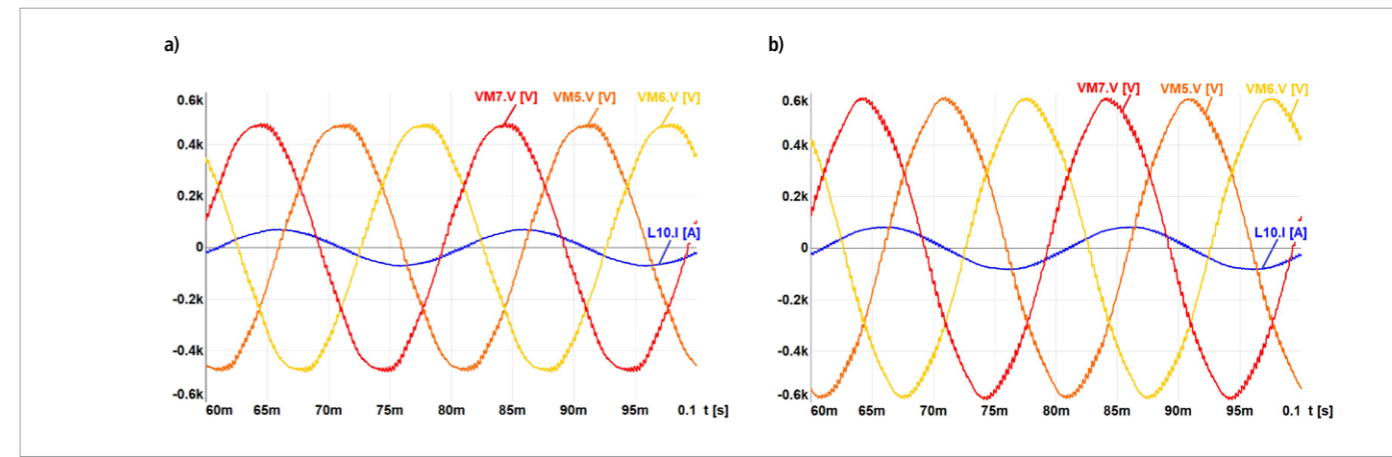 a)
0.6k
0.4k
0.2k
0
-0.2k
-0.4k
-0.6k
VM7.V [V] VM5.V [V] VM6.V [V]
L10.I [A]
60m 65m 70m 75m 80m 85m 90m 95m 0.1 t [s]
b)
0.6k
0.4k
0.2k
0
-0.2k
-0.4k
-0.6k
VM7.V [V] VM5.V [V] VM6.V [V]
L10.I [A]
60m 65m 70m 75m 80m 85m 90m 95m 0.1 t [s]